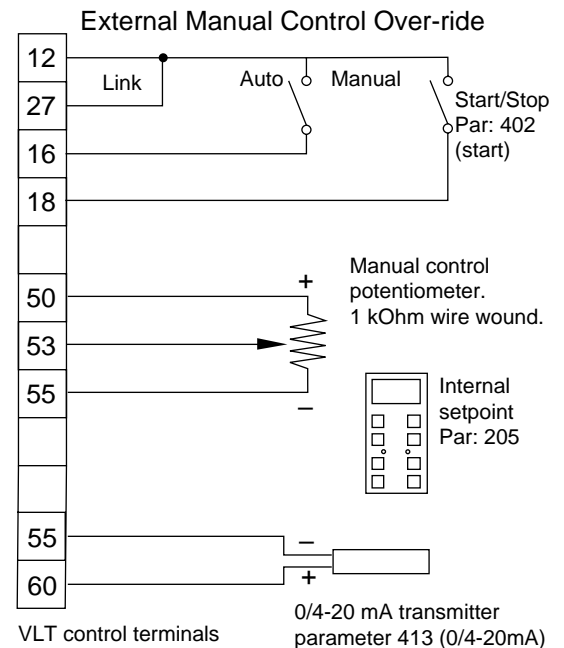 External Manual Control Over-ride
12
27
16
18
50
53
55
55
60
Link
Auto
Manual
Start/Stop
Par: 402
(start)
+
Manual control
potentiometer.
1 kOhm wire wound.
–
Internal
setpoint
Par: 205
–
+
0/4-20 mA transmitter
parameter 413 (0/4-20mA)
VLT control terminals